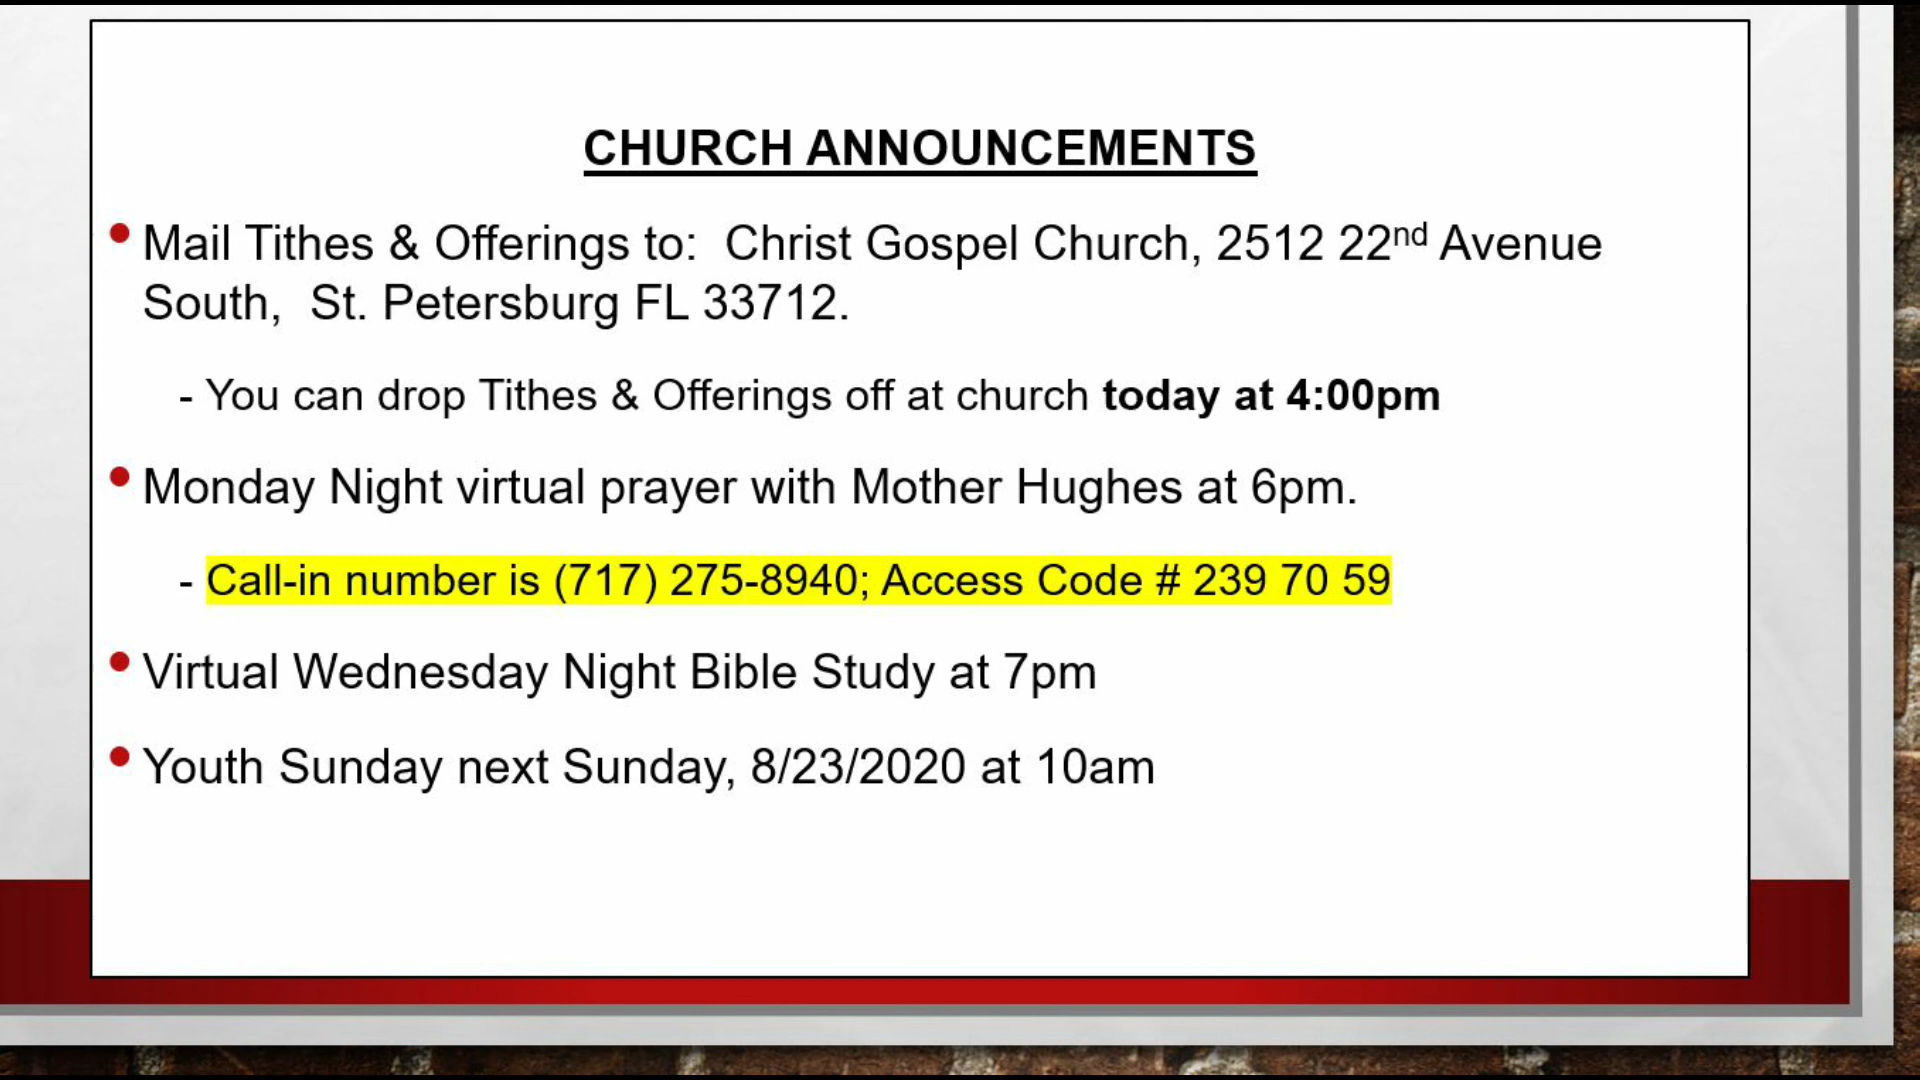 CHURCH ANNOUNCEMENTS
• Mail Tithes & Offerings to:  Christ Gospel Church, 2512 22nd Avenue
South,  St. Petersburg FL 33712.
- You can drop Tithes & Offerings off at church today at 4:00pm
• Monday Night virtual prayer with Mother Hughes at 6pm.
- Call-in number is (717) 275-8940; Access Code # 239 70 59
• Virtual Wednesday Night Bible Study at 7pm
• Youth Sunday next Sunday, 8/23/2020 at 10am